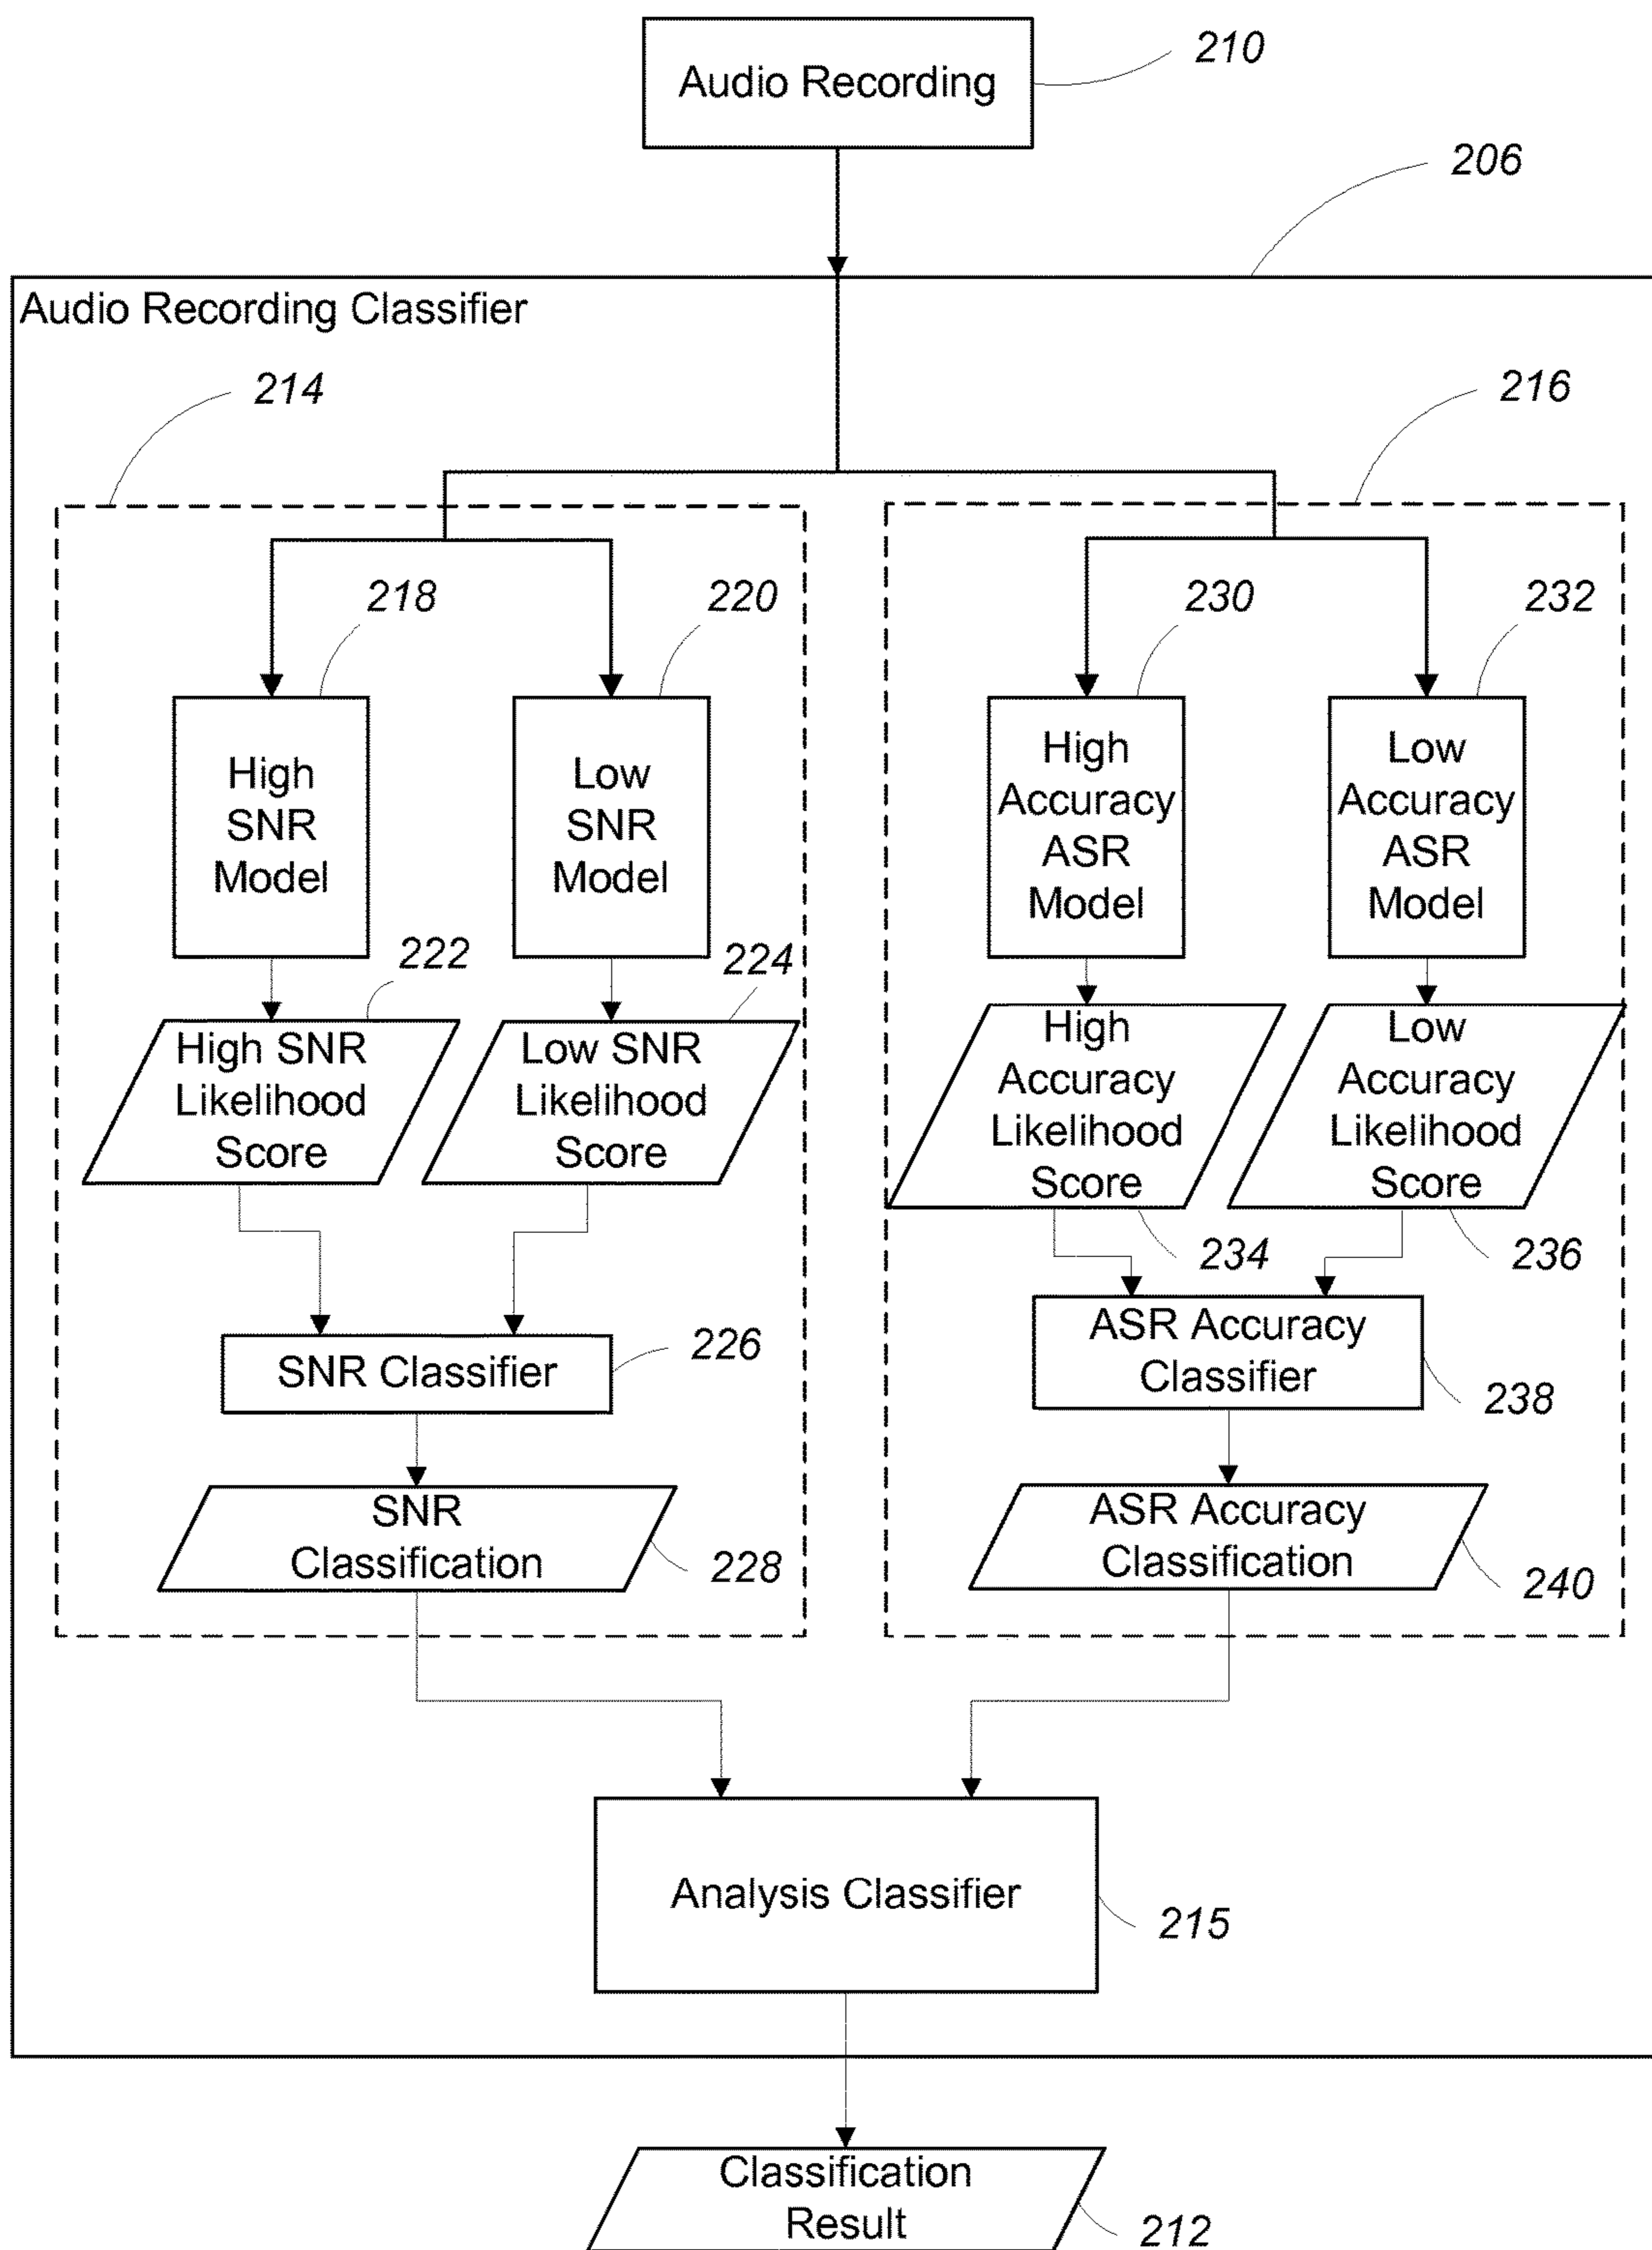 Audio Recording
210
206
Audio Recording Classifier
214
216
218
220
230
232
High
SNR
Model
Low
SNR
Model
High
Accuracy
ASR
Model
Low
Accuracy
ASR
Model
222
224
High SNR
Likelihood
Score
Low SNR
Likelihood
Score
High
Accuracy
Likelihood
Score
Low
Accuracy
Likelihood
Score
234
236
SNR Classifier
226
ASR Accuracy
Classifier
238
SNR
Classification
228
ASR Accuracy
Classification
240
Analysis Classifier
215
Classification
Result
212